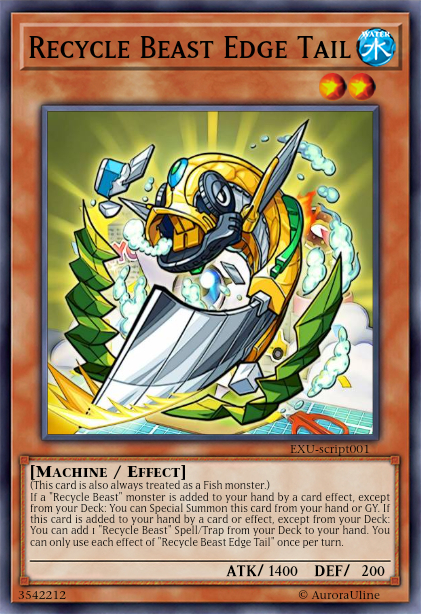 RECYCLE BEAST EDGE TAIL
WATER
水
EXU-script001
[MACHINE / EFFECT]
(This card is also always treated as a Fish monster.)
If a "Recycle Beast" monster is added to your hand by a card effect, except
from your Deck: You can Special Summon this card from your hand or GY. If
this card is added to your hand by a card or effect, except from your Deck:
You can add 1 "Recycle Beast" Spell/Trap from your Deck to your hand. You
can only use each effect of "Recycle Beast Edge Tail" once per turn.
ATK/ 1400 DEF/ 200
3542212 © AuroraUline